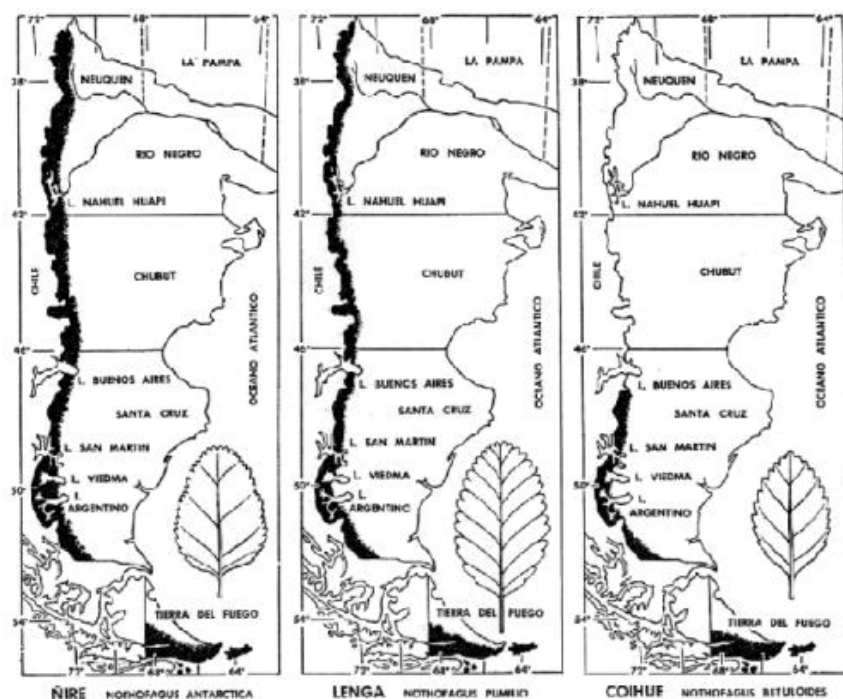 72° 68° 64°
38°
LA PAMPA
NEUQUEN
RIO NEGRO
L. NAHUEL HUAPI
42°
CHILE
CHUBUT
OCEANO ATLANTICO
46°
L. BUENOS AIRES
SANTA CRUZ
L. SAN MARTIN
L. VIEDMA
50°
L. ARGENTINO
TIERRA DEL FUEGO
54°
72° 68° 64°
ÑIRE NOTHOFAGUS ANTARCTICA
72° 68° 64°
38°
LA PAMPA
NEUQUEN
RIO NEGRO
L. NAHUEL HUAPI
42°
CHILE
CHUBUT
OCEANO ATLANTICO
46°
L. BUENOS AIRES
SANTA CRUZ
L. SAN MARTIN
L. VIEDMA
50°
L. ARGENTINO
TIERRA DEL FUEGO
54°
72° 68° 64°
LENGA NOTHOFAGUS PUMILIO
72° 68° 64°
38°
LA PAMPA
NEUQUEN
RIO NEGRO
L. NAHUEL HUAPI
42°
CHILE
CHUBUT
OCEANO ATLANTICO
46°
L. BUENOS AIRES
SANTA CRUZ
L. SAN MARTIN
L. VIEDMA
50°
L. ARGENTINO
TIERRA DEL FUEGO
54°
72° 68° 64°
COIHUE NOTHOFAGUS BETULOIDES